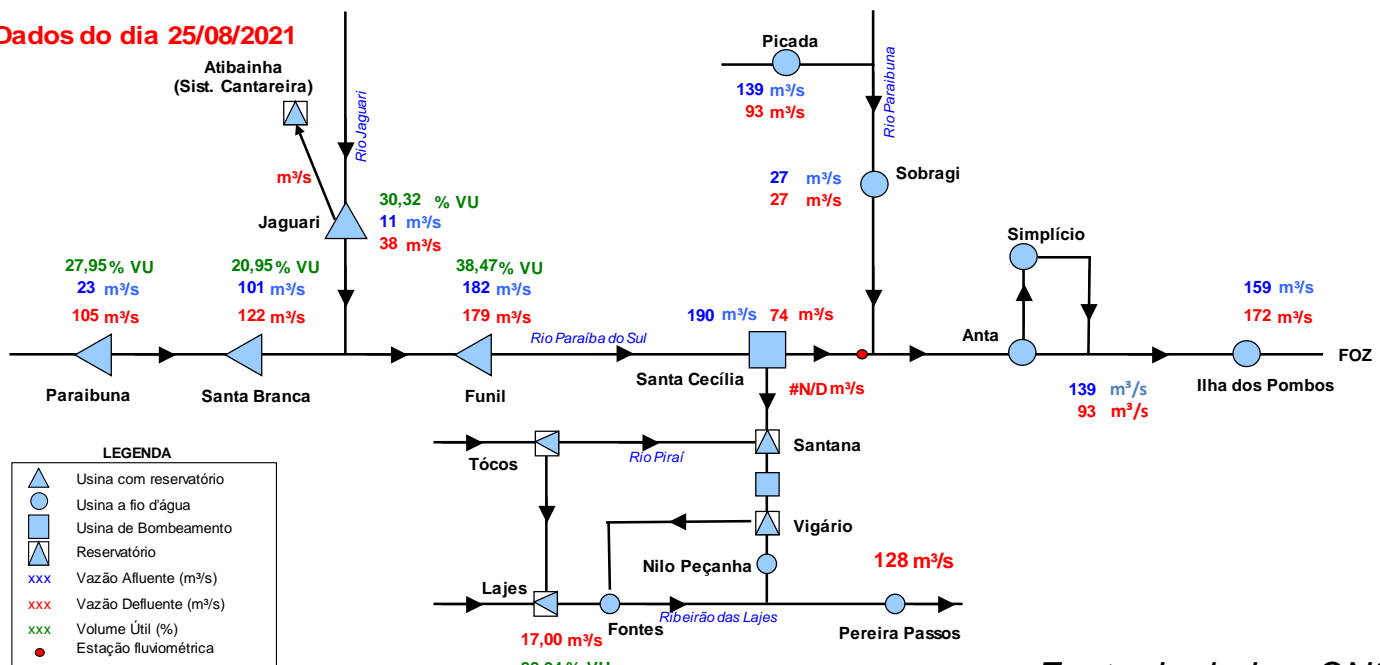 Dados do dia 25/08/2021
Atibainha
(Sist. Cantareira)
Rio Jaguari
m³/s
Jaguari
30,32 % VU
11 m³/s
38 m³/s
Picada
139 m³/s
93 m³/s
Rio Paraibuna
Sobragi
27 m³/s
27 m³/s
Simplício
27,95% VU
23 m³/s
105 m³/s
Paraibuna
20,95% VU
101 m³/s
122 m³/s
Santa Branca
38,47% VU
182 m³/s
179 m³/s
Funil
Rio Paraíba do Sul
190 m³/s 74 m³/s
Santa Cecília
#N/D m³/s
Anta
139 m³/s
93 m³/s
159 m³/s
172 m³/s
Ilha dos Pombos
FOZ
Tócos
Rio Piraí
Santana
Vigário
Nilo Peçanha
128 m³/s
Lajes
Fontes
Ribeirão das Lajes
Pereira Passos
17,00 m³/s
LEGENDA
Usina com reservatório
Usina a fio d'água
Usina de Bombeamento
Reservatório
xxx Vazão Afluente (m³/s)
xxx Vazão Defluente (m³/s)
xxx Volume Útil (%)
Estação fluviométrica